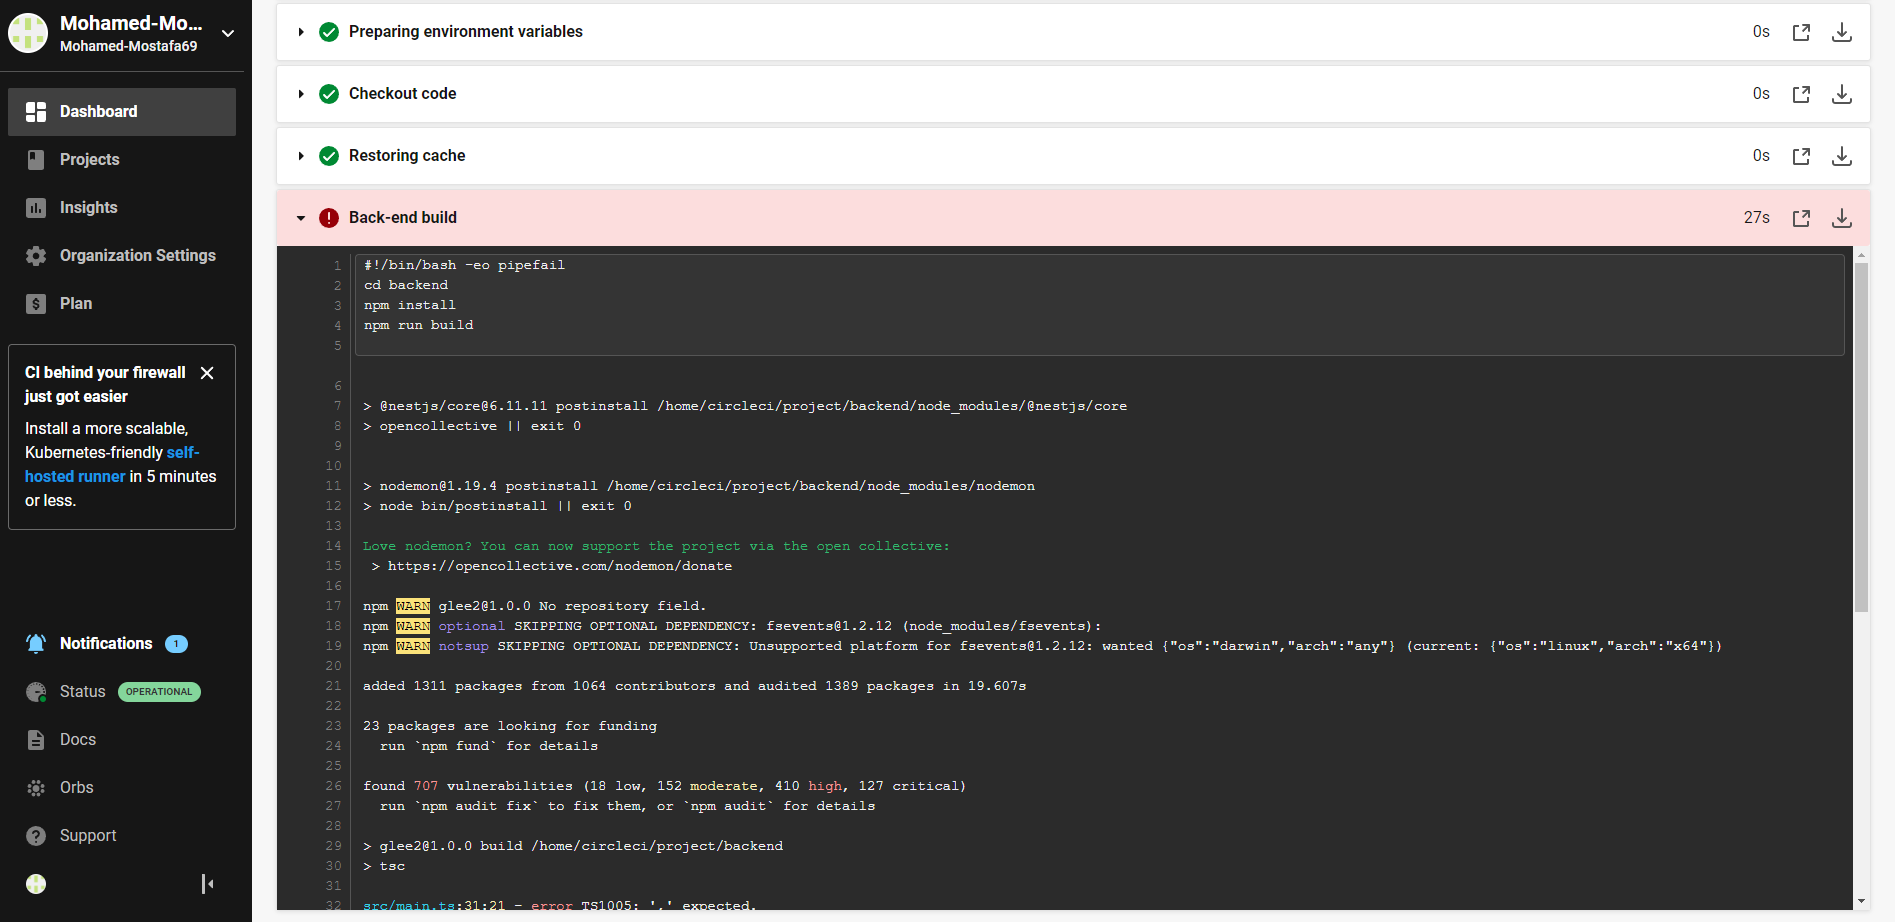 Mohamed-Mo...
Mohamed-Mostafa69
Dashboard
Projects
Insights
Organization Settings
Plan
CI behind your firewall
just got easier
Install a more scalable,
Kubernetes-friendly self-
hosted runner in 5 minutes
or less.
Notifications 1
Status OPERATIONAL
Docs
Orbs
Support
Preparing environment variables 0s
Checkout code 0s
Restoring cache 0s
Back-end build 27s
1 #!/bin/bash -eo pipefail
2 cd backend
3 npm install
4 npm run build
5
6
7 > @nestjs/core@6.11.11 postinstall /home/circleci/project/backend/node_modules/@nestjs/core
8 > opencollective || exit 0
9
10
11 > nodemon@1.19.4 postinstall /home/circleci/project/backend/node_modules/nodemon
12 > node bin/postinstall || exit 0
13
14 Love nodemon? You can now support the project via the open collective:
15 > https://opencollective.com/nodemon/donate
16
17 npm WARN glee2@1.0.0 No repository field.
18 npm WARN optional SKIPPING OPTIONAL DEPENDENCY: fsevents@1.2.12 (node_modules/fsevents):
19 npm WARN notsup SKIPPING OPTIONAL DEPENDENCY: Unsupported platform for fsevents@1.2.12: wanted {"os":"darwin","arch":"any"} (current: {"os":"linux","arch":"x64"})
20
21 added 1311 packages from 1064 contributors and audited 1389 packages in 19.607s
22
23 23 packages are looking for funding
24 run `npm fund` for details
25
26 found 707 vulnerabilities (18 low, 152 moderate, 410 high, 127 critical)
27 run `npm audit fix` to fix them, or `npm audit` for details
28
29 > glee2@1.0.0 build /home/circleci/project/backend
30 > tsc
31
32 src/main.ts:31:21 - error TS1005: ',' expected.